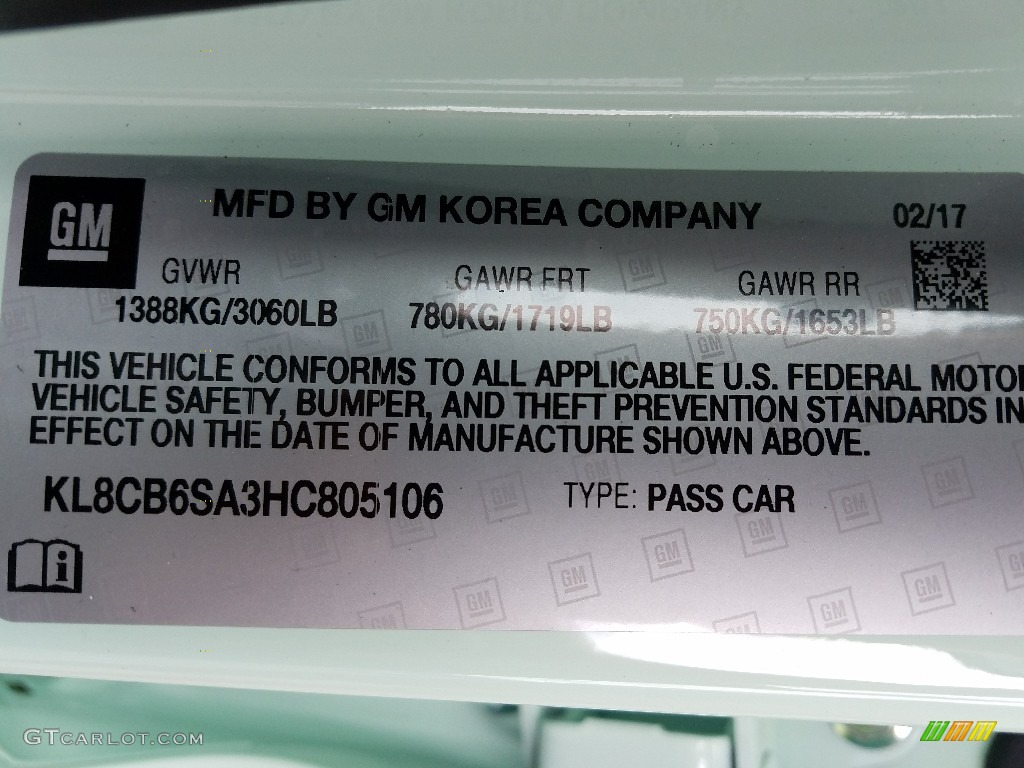 GM
MFD BY GM KOREA COMPANY 02/17
GVWR GAWR FRT GAWR RR
1388KG/3060LB 780KG/1719LB 750KG/1653LB
THIS VEHICLE CONFORMS TO ALL APPLICABLE U.S. FEDERAL MOTOR
VEHICLE SAFETY, BUMPER, AND THEFT PREVENTION STANDARDS IN
EFFECT ON THE DATE OF MANUFACTURE SHOWN ABOVE.
KL8CB6SA3HC805106 TYPE: PASS CAR
GTCARLOT.COM